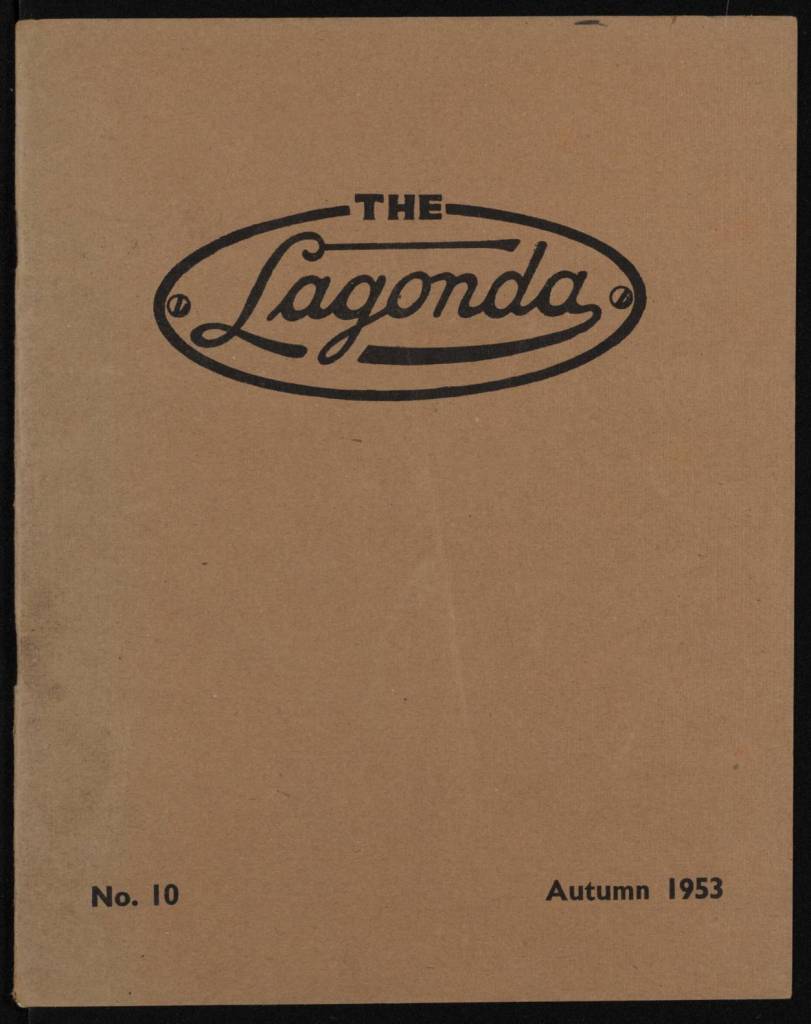 THE
Lagonda
No. 10
Autumn 1953